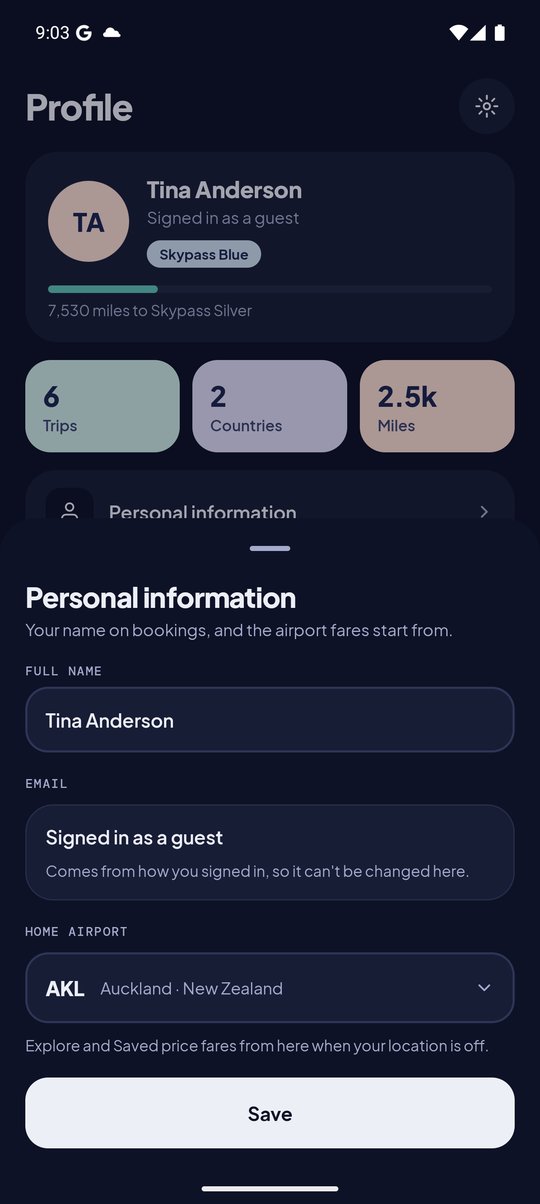 9:03
Profile
TA
Tina Anderson
Signed in as a guest
Skypass Blue
7,530 miles to Skypass Silver
6
Trips
2
Countries
2.5k
Miles
Personal information
Personal information
Your name on bookings, and the airport fares start from.
FULL NAME
Tina Anderson
EMAIL
Signed in as a guest
Comes from how you signed in, so it can't be changed here.
HOME AIRPORT
AKL Auckland · New Zealand
Explore and Saved price fares from here when your location is off.
Save